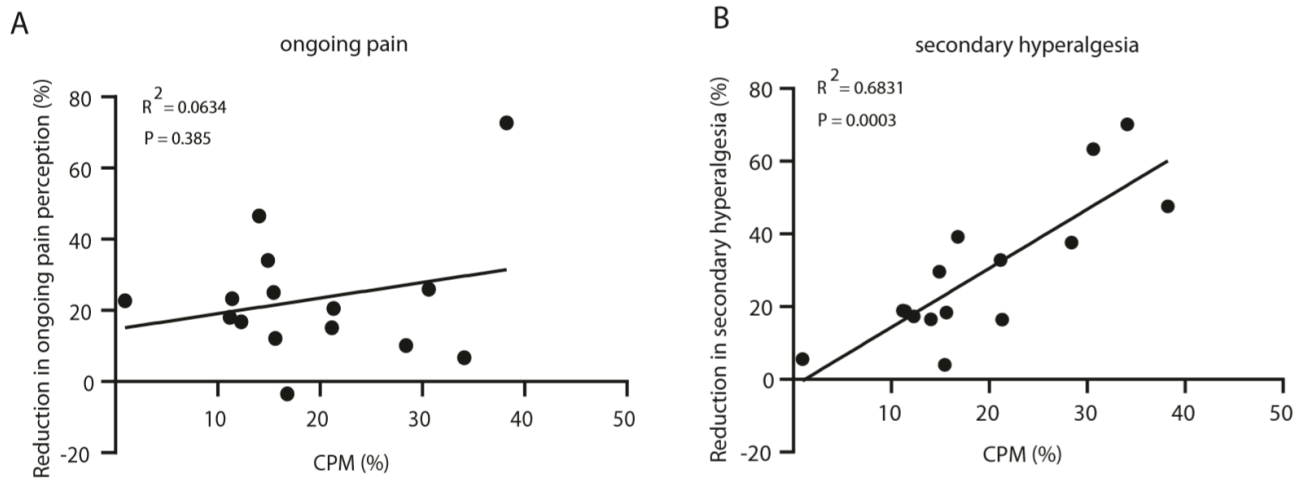 A
ongoing pain
R2 = 0.0634
P = 0.385
Reduction in ongoing pain perception (%)
80
60
40
20
0
-20
10
20
30
40
50
CPM (%)
B
secondary hyperalgesia
R2 = 0.6831
P = 0.0003
Reduction in secondary hyperalgesia (%)
80
60
40
20
0
-20
10
20
30
40
50
CPM (%)